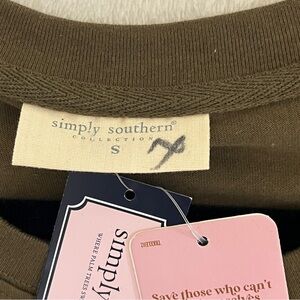 simply southern®
COLLECTION
S
simply
WHERE PALM TREES
Save those who can't